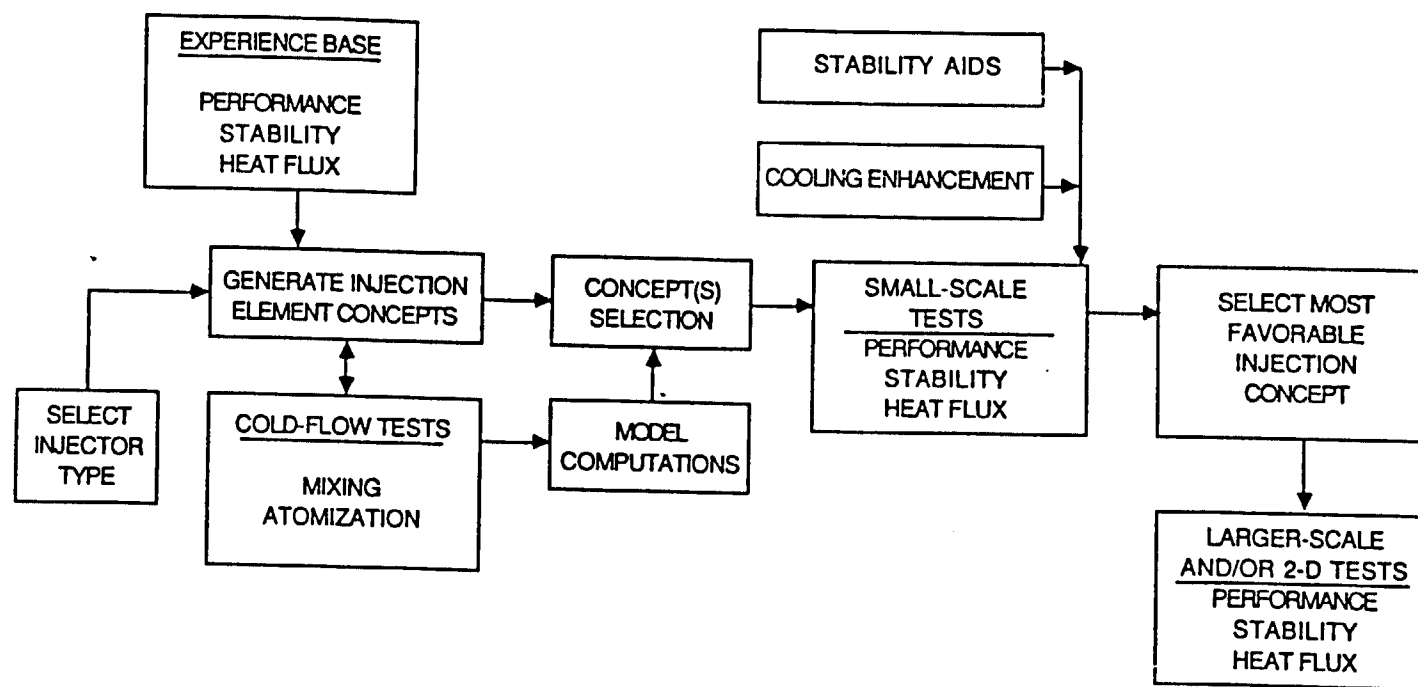 EXPERIENCE BASE
PERFORMANCE
STABILITY
HEAT FLUX
STABILITY AIDS
COOLING ENHANCEMENT
GENERATE INJECTION
ELEMENT CONCEPTS
CONCEPT(S)
SELECTION
SMALL-SCALE
TESTS
PERFORMANCE
STABILITY
HEAT FLUX
SELECT MOST
FAVORABLE
INJECTION
CONCEPT
SELECT
INJECTOR
TYPE
COLD-FLOW TESTS
MIXING
ATOMIZATION
MODEL
COMPUTATIONS
LARGER-SCALE
AND/OR 2-D TESTS
PERFORMANCE
STABILITY
HEAT FLUX